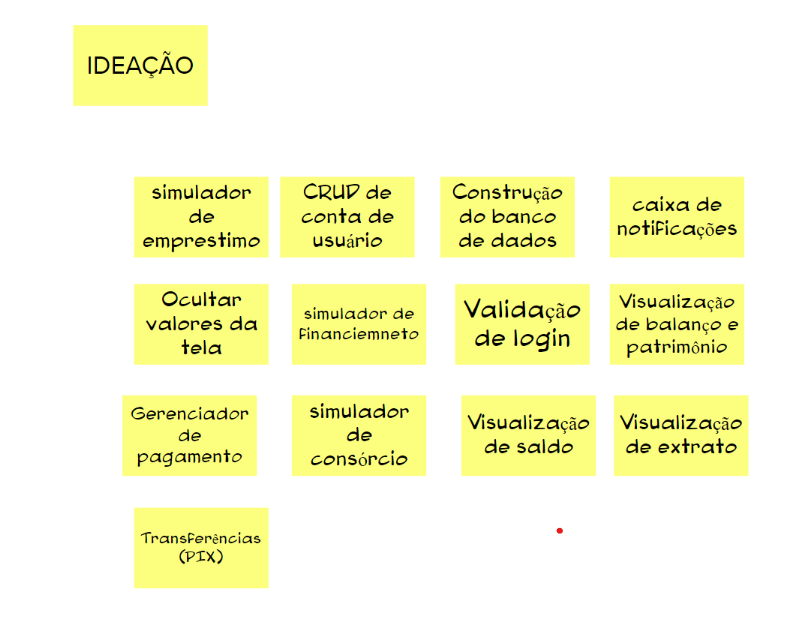 IDEAÇÃO
simulador
de
emprestimo
CRUD de
conta de
usuário
Construção
do banco
de dados
caixa de
notificações
Ocultar
valores da
tela
simulador de
financiemneto
Validação
de login
Visualização
de balanço e
patrimônio
Gerenciador
de
pagamento
simulador
de
consórcio
Visualização
de saldo
Visualização
de extrato
Transferências
(PIX)